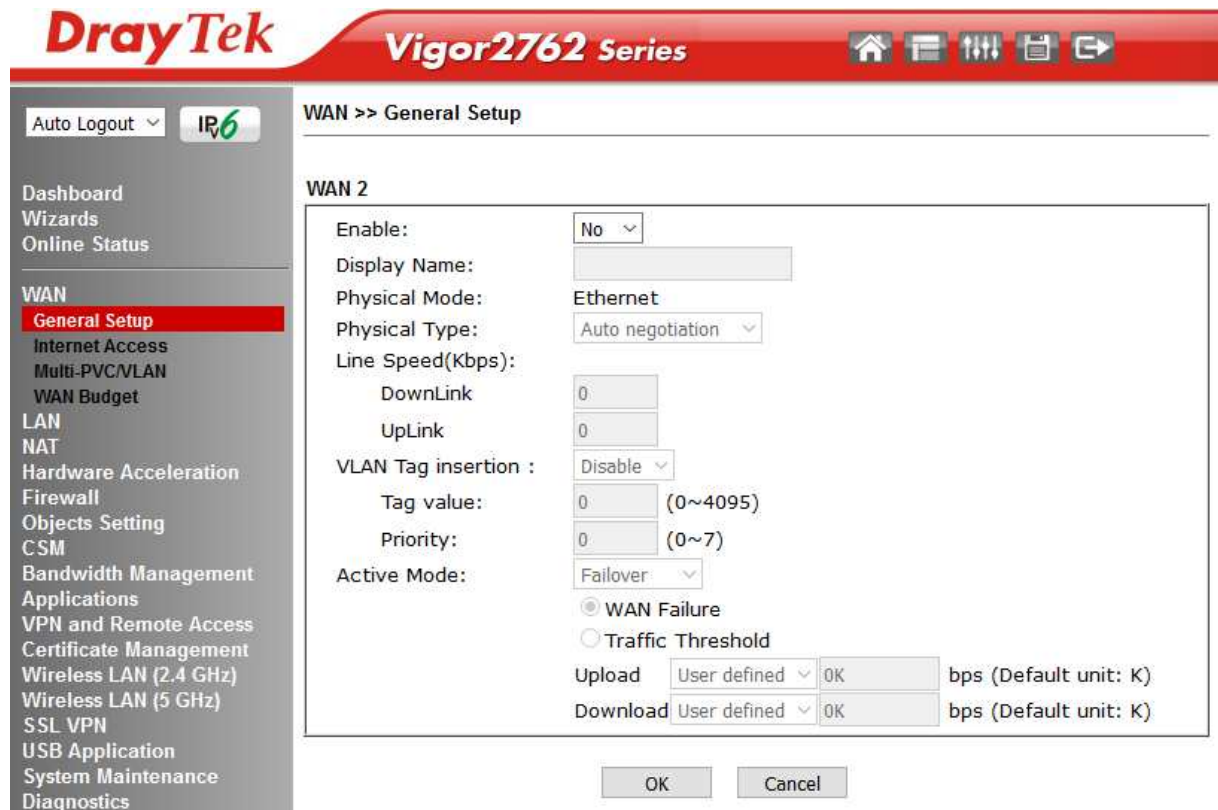 DrayTek
Vigor2762 Series
Auto Logout
IPv6
WAN >> General Setup
Dashboard
Wizards
Online Status
WAN
General Setup
Internet Access
Multi-PVC/VLAN
WAN Budget
LAN
NAT
Hardware Acceleration
Firewall
Objects Setting
CSM
Bandwidth Management
Applications
VPN and Remote Access
Certificate Management
Wireless LAN (2.4 GHz)
Wireless LAN (5 GHz)
SSL VPN
USB Application
System Maintenance
Diagnostics
WAN 2
Enable: No
Display Name:
Physical Mode: Ethernet
Physical Type: Auto negotiation
Line Speed(Kbps):
DownLink 0
UpLink 0
VLAN Tag insertion : Disable
Tag value: 0 (0~4095)
Priority: 0 (0~7)
Active Mode: Failover
WAN Failure
Traffic Threshold
Upload User defined 0K bps (Default unit: K)
Download User defined 0K bps (Default unit: K)
OK Cancel